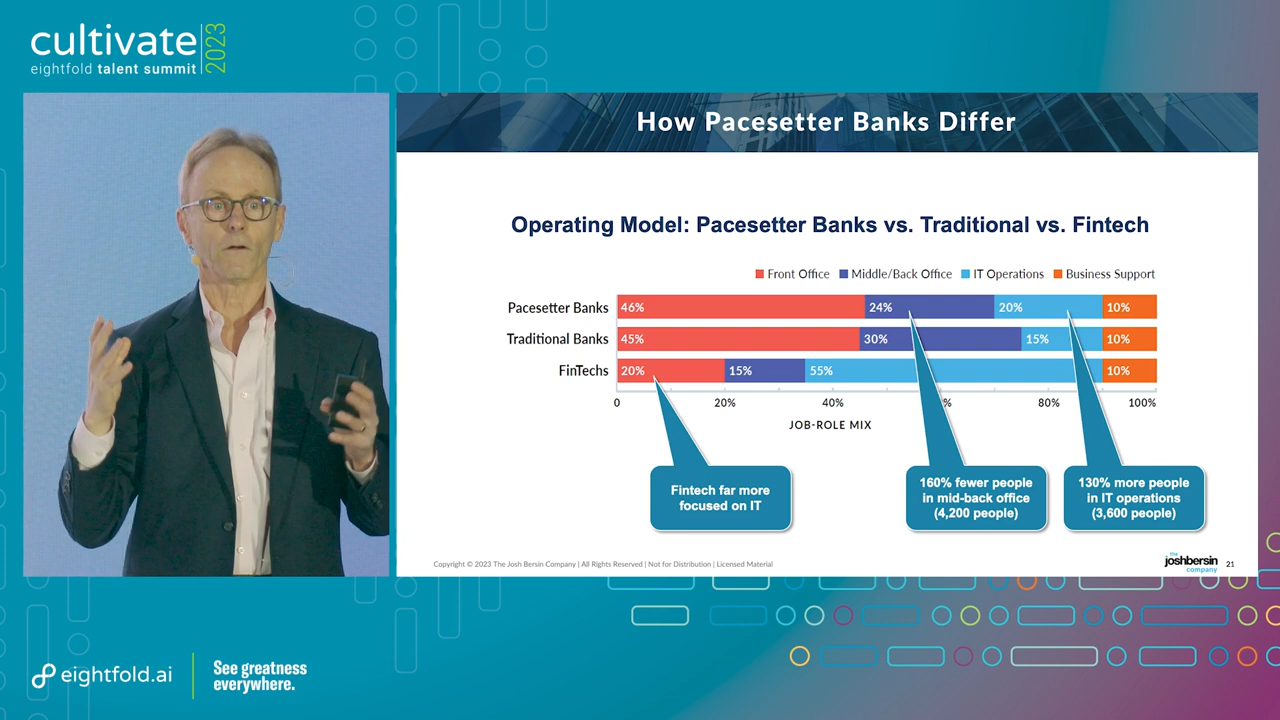 cultivate 2023
eightfold talent summit
How Pacesetter Banks Differ
Operating Model: Pacesetter Banks vs. Traditional vs. Fintech
Front Office Middle/Back Office IT Operations Business Support
Pacesetter Banks 46% 24% 20% 10%
Traditional Banks 45% 30% 15% 10%
FinTechs 20% 15% 55% 10%
0 20% 40% % 80% 100%
JOB-ROLE MIX
Fintech far more
focused on IT
160% fewer people
in mid-back office
(4,200 people)
130% more people
in IT operations
(3,600 people)
Copyright © 2023 The Josh Bersin Company | All Rights Reserved | Not for Distribution | Licensed Material
the
joshbersin
company
21
eightfold.ai
See greatness
everywhere.